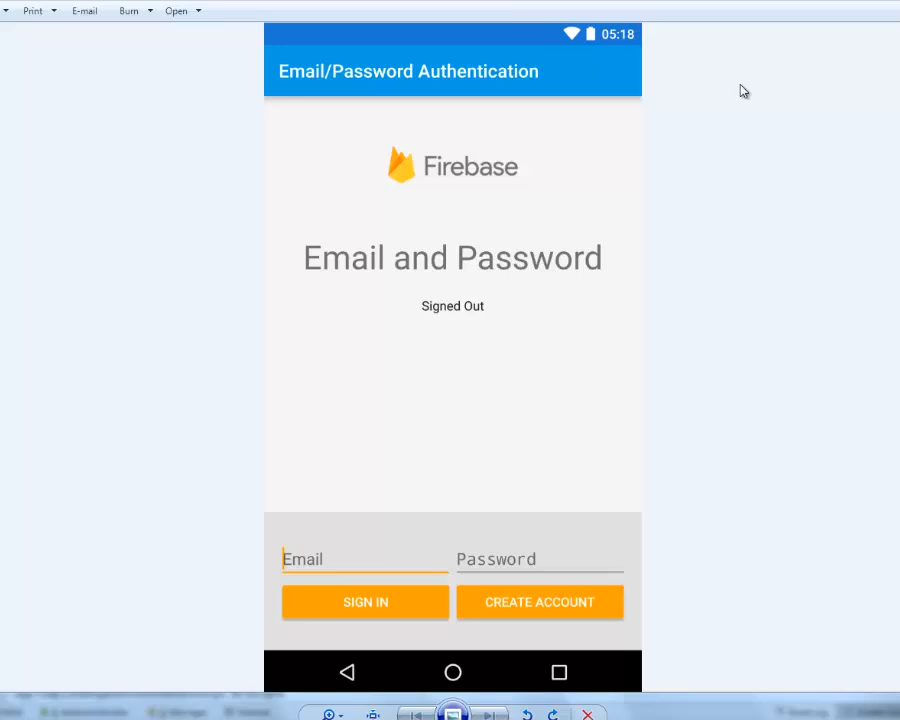 Print E-mail Burn Open
05:18
Email/Password Authentication
Firebase
Email and Password
Signed Out
Email Password
SIGN IN CREATE ACCOUNT